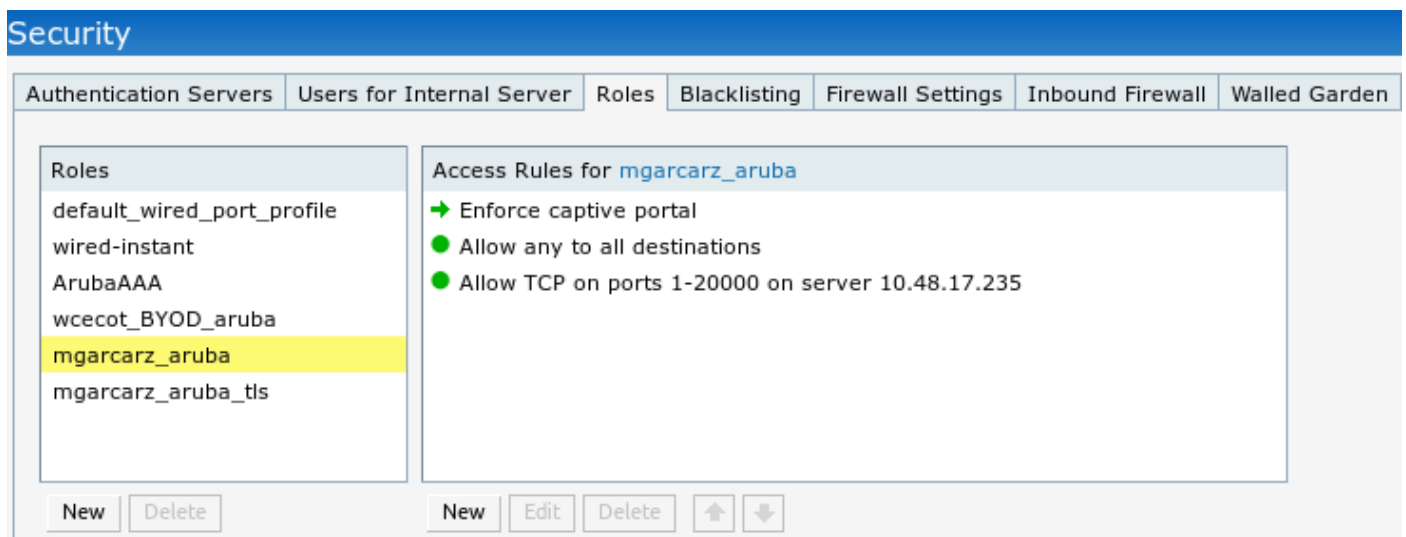 Security
Authentication Servers Users for Internal Server Roles Blacklisting Firewall Settings Inbound Firewall Walled Garden
Roles
default_wired_port_profile
wired-instant
ArubaAAA
wcecot_BYOD_aruba
mgarcarz_aruba
mgarcarz_aruba_tls
New Delete
Access Rules for mgarcarz_aruba
Enforce captive portal
Allow any to all destinations
Allow TCP on ports 1-20000 on server 10.48.17.235
New Edit Delete